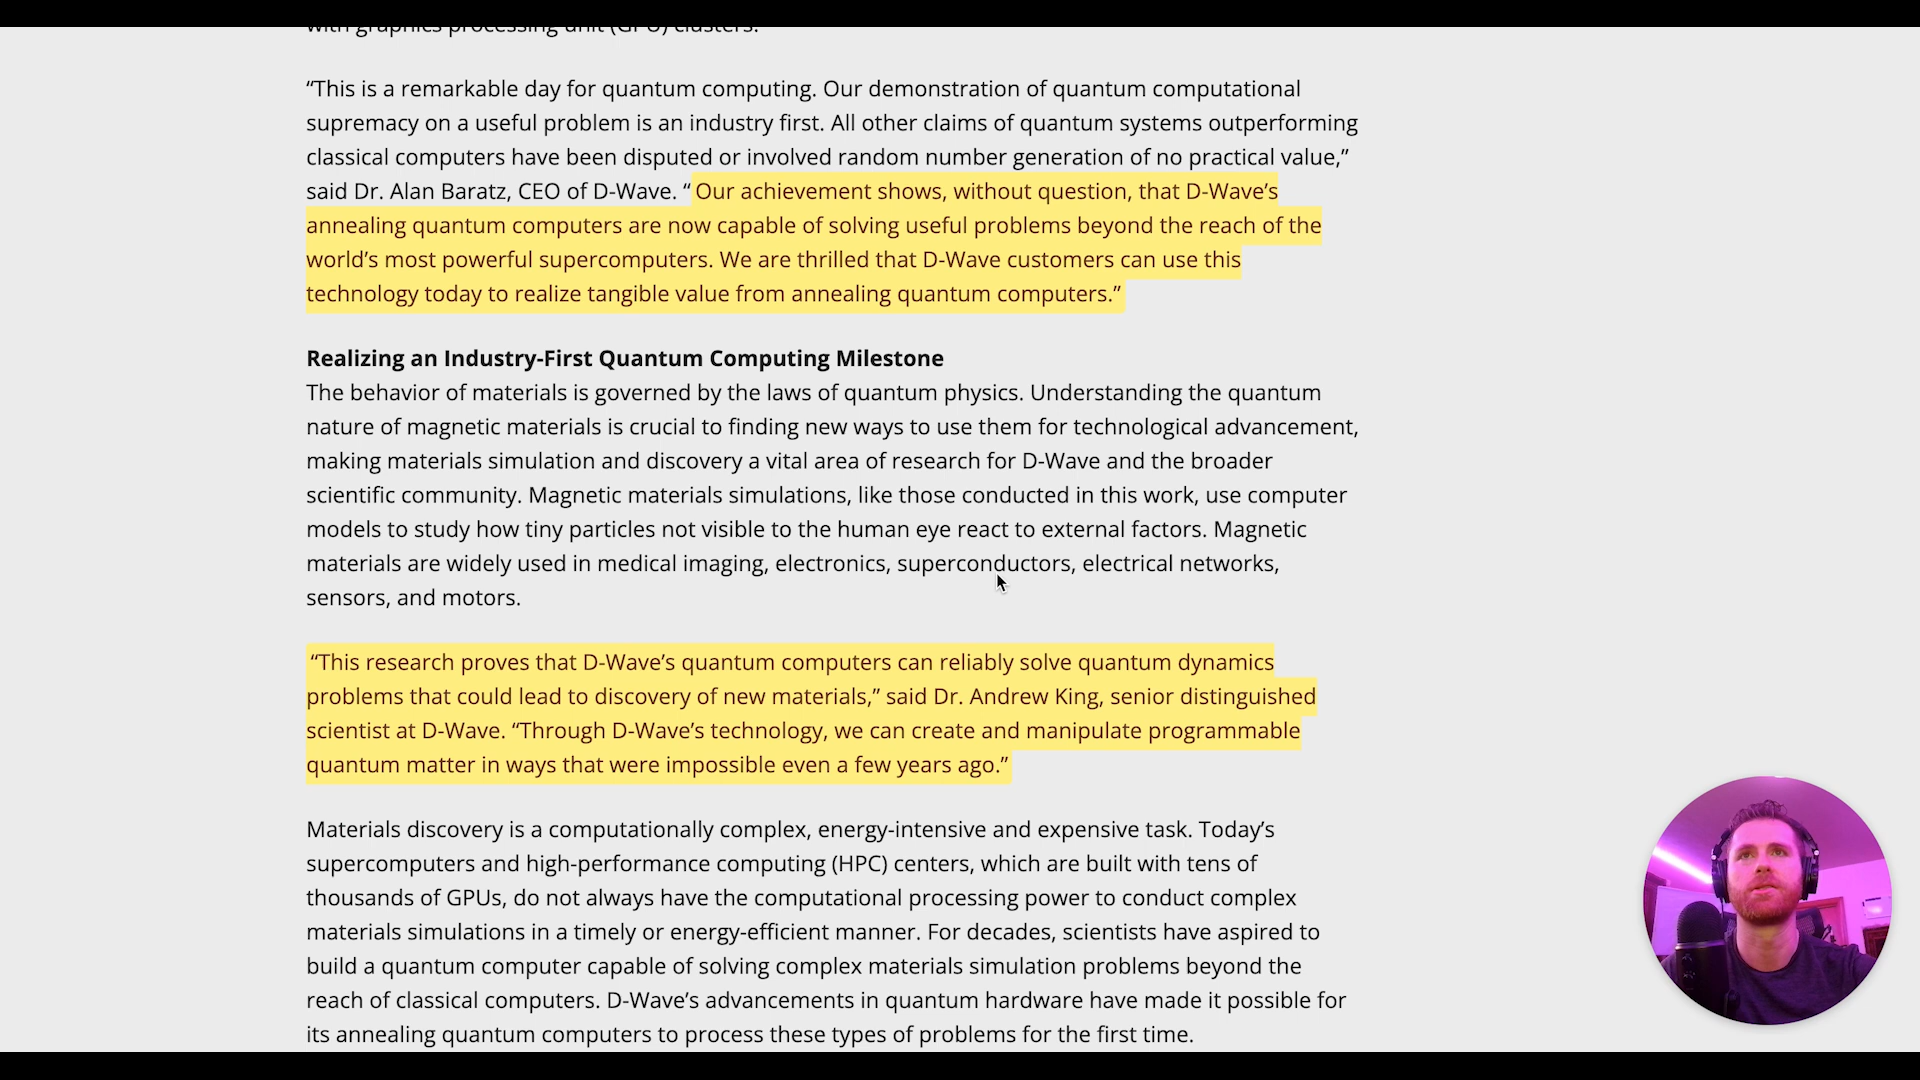 with graphics processing unit (GPU) clusters.
“This is a remarkable day for quantum computing. Our demonstration of quantum computational
supremacy on a useful problem is an industry first. All other claims of quantum systems outperforming
classical computers have been disputed or involved random number generation of no practical value,”
said Dr. Alan Baratz, CEO of D-Wave. “ Our achievement shows, without question, that D-Wave’s
annealing quantum computers are now capable of solving useful problems beyond the reach of the
world’s most powerful supercomputers. We are thrilled that D-Wave customers can use this
technology today to realize tangible value from annealing quantum computers.”
Realizing an Industry-First Quantum Computing Milestone
The behavior of materials is governed by the laws of quantum physics. Understanding the quantum
nature of magnetic materials is crucial to finding new ways to use them for technological advancement,
making materials simulation and discovery a vital area of research for D-Wave and the broader
scientific community. Magnetic materials simulations, like those conducted in this work, use computer
models to study how tiny particles not visible to the human eye react to external factors. Magnetic
materials are widely used in medical imaging, electronics, superconductors, electrical networks,
sensors, and motors.
“This research proves that D-Wave’s quantum computers can reliably solve quantum dynamics
problems that could lead to discovery of new materials,” said Dr. Andrew King, senior distinguished
scientist at D-Wave. “Through D-Wave’s technology, we can create and manipulate programmable
quantum matter in ways that were impossible even a few years ago.”
Materials discovery is a computationally complex, energy-intensive and expensive task. Today’s
supercomputers and high-performance computing (HPC) centers, which are built with tens of
thousands of GPUs, do not always have the computational processing power to conduct complex
materials simulations in a timely or energy-efficient manner. For decades, scientists have aspired to
build a quantum computer capable of solving complex materials simulation problems beyond the
reach of classical computers. D-Wave’s advancements in quantum hardware have made it possible for
its annealing quantum computers to process these types of problems for the first time.